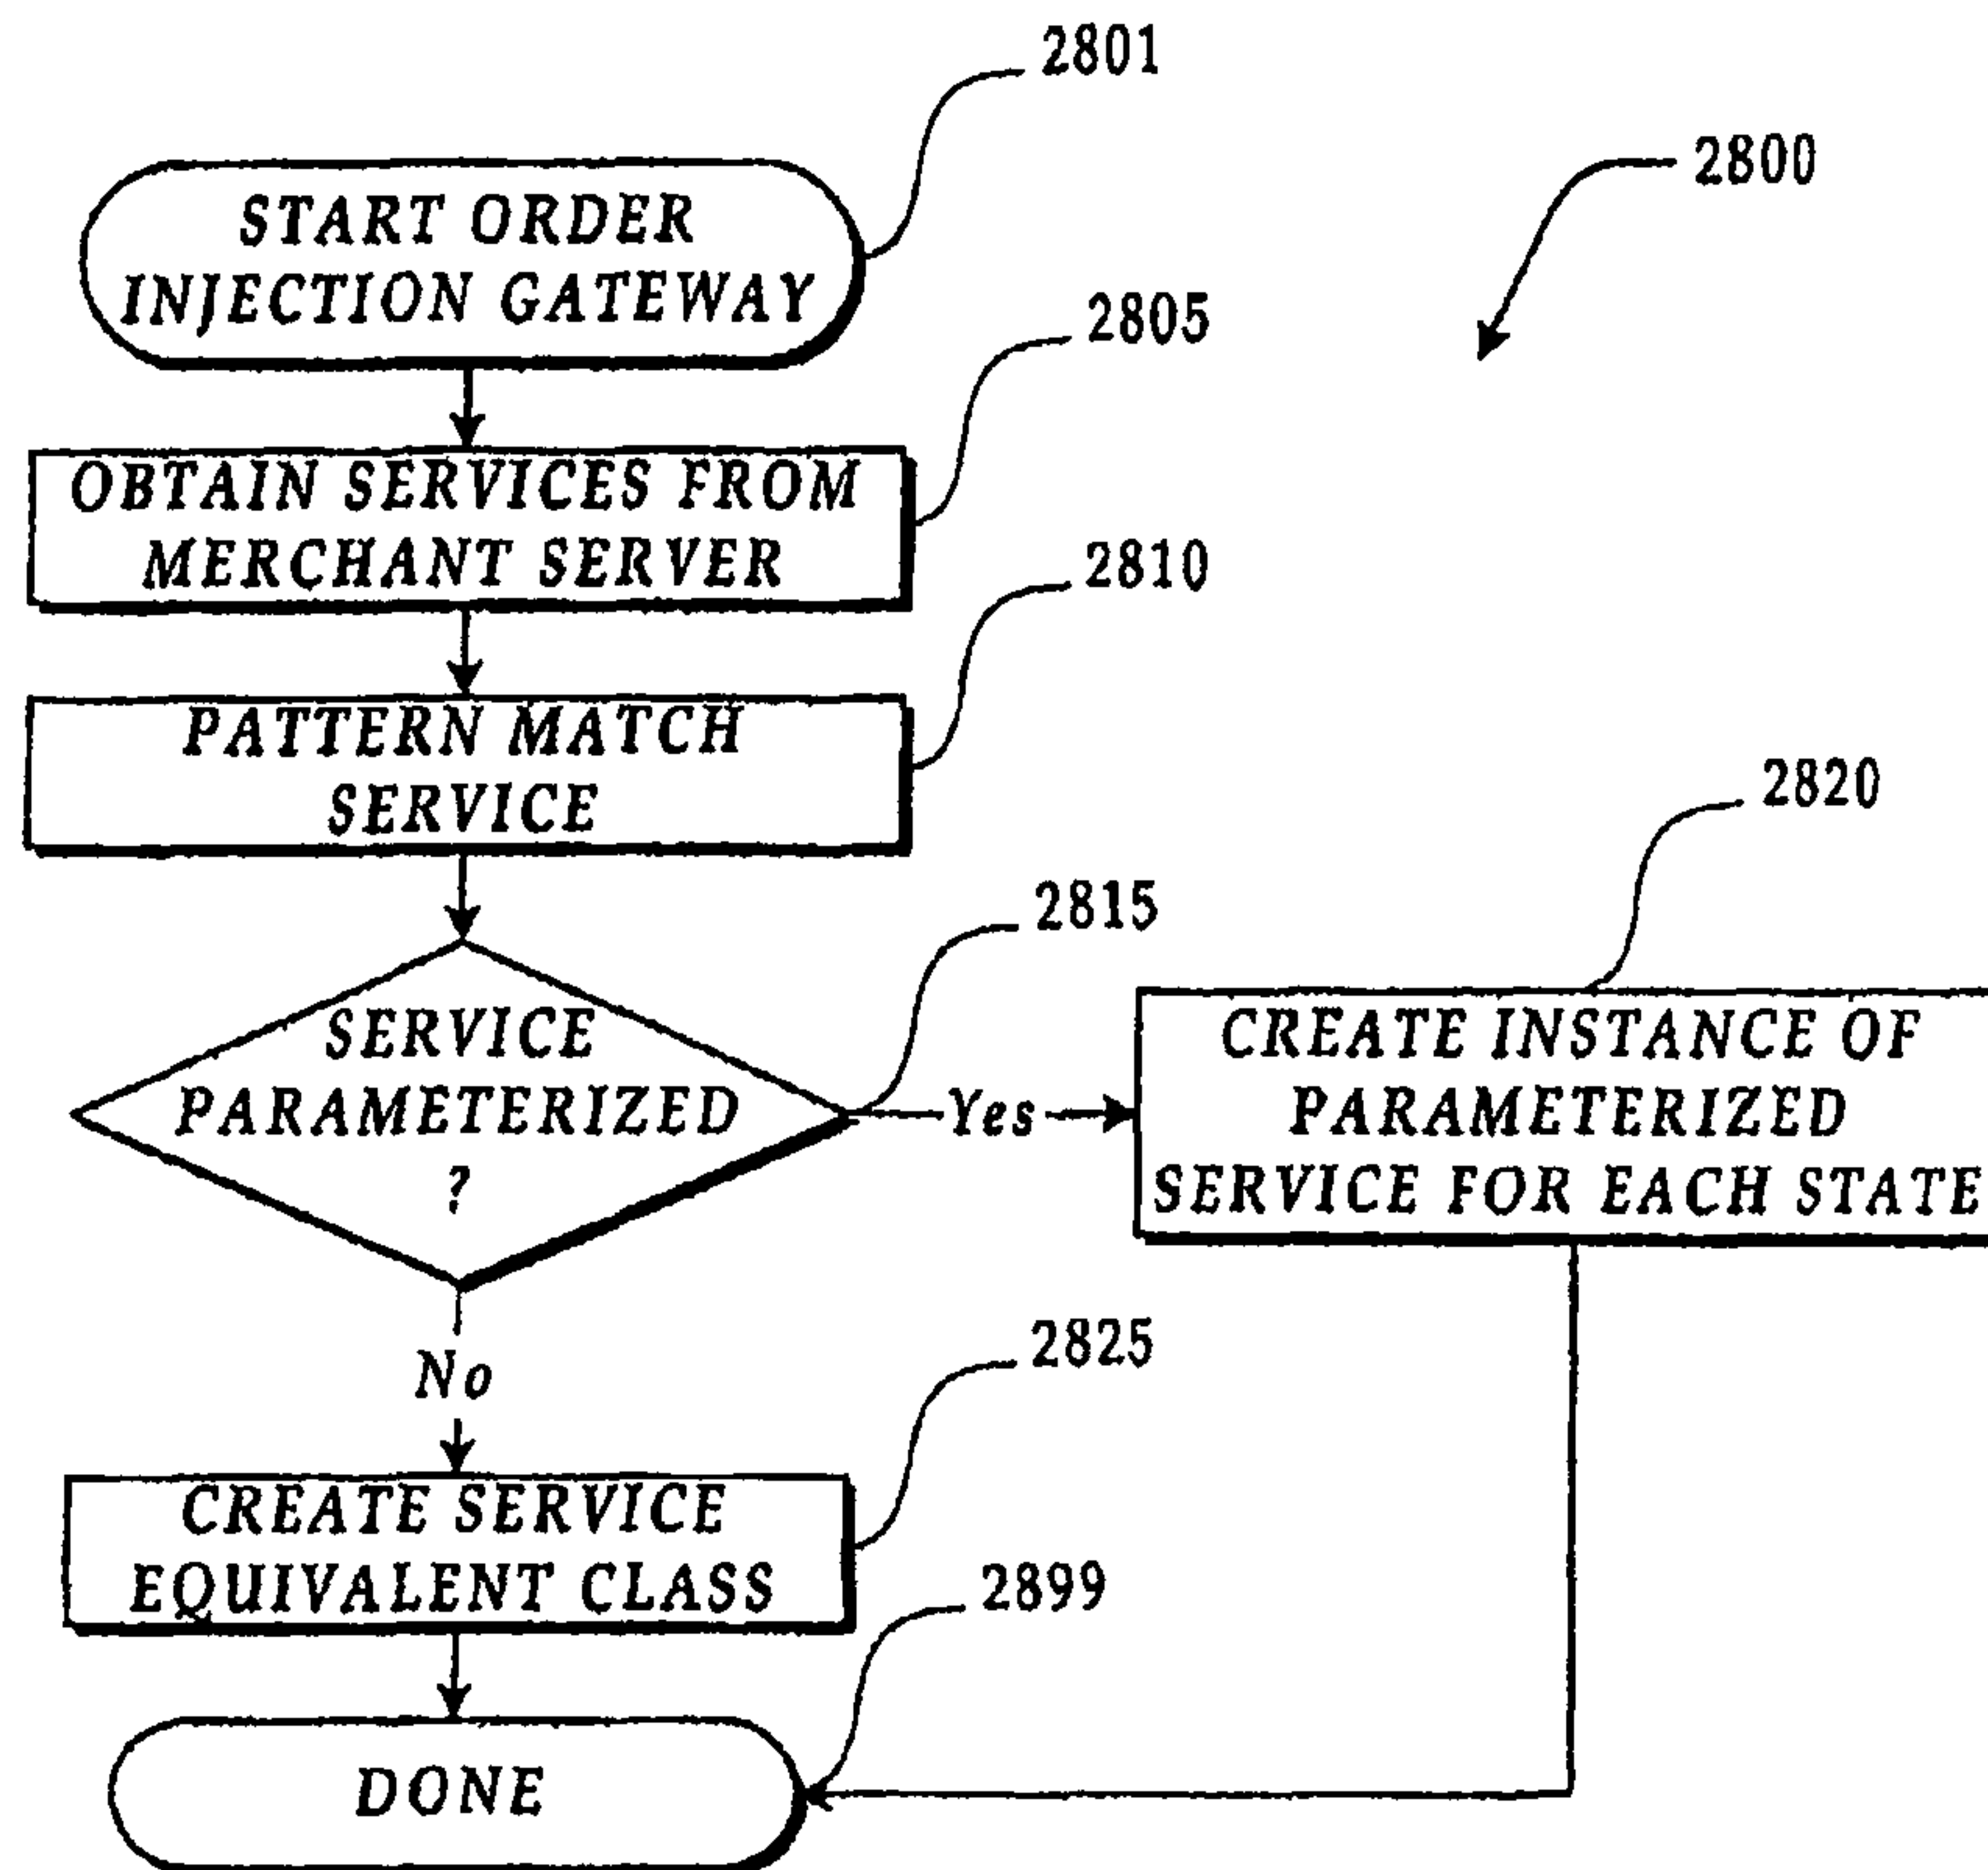 2801
2800
START ORDER
INJECTION GATEWAY
2805
OBTAIN SERVICES FROM
MERCHANT SERVER
2810
PATTERN MATCH
SERVICE
2820
2815
SERVICE
PARAMETERIZED
?
Yes
CREATE INSTANCE OF
PARAMETERIZED
SERVICE FOR EACH STATE
No
2825
CREATE SERVICE
EQUIVALENT CLASS
2899
DONE